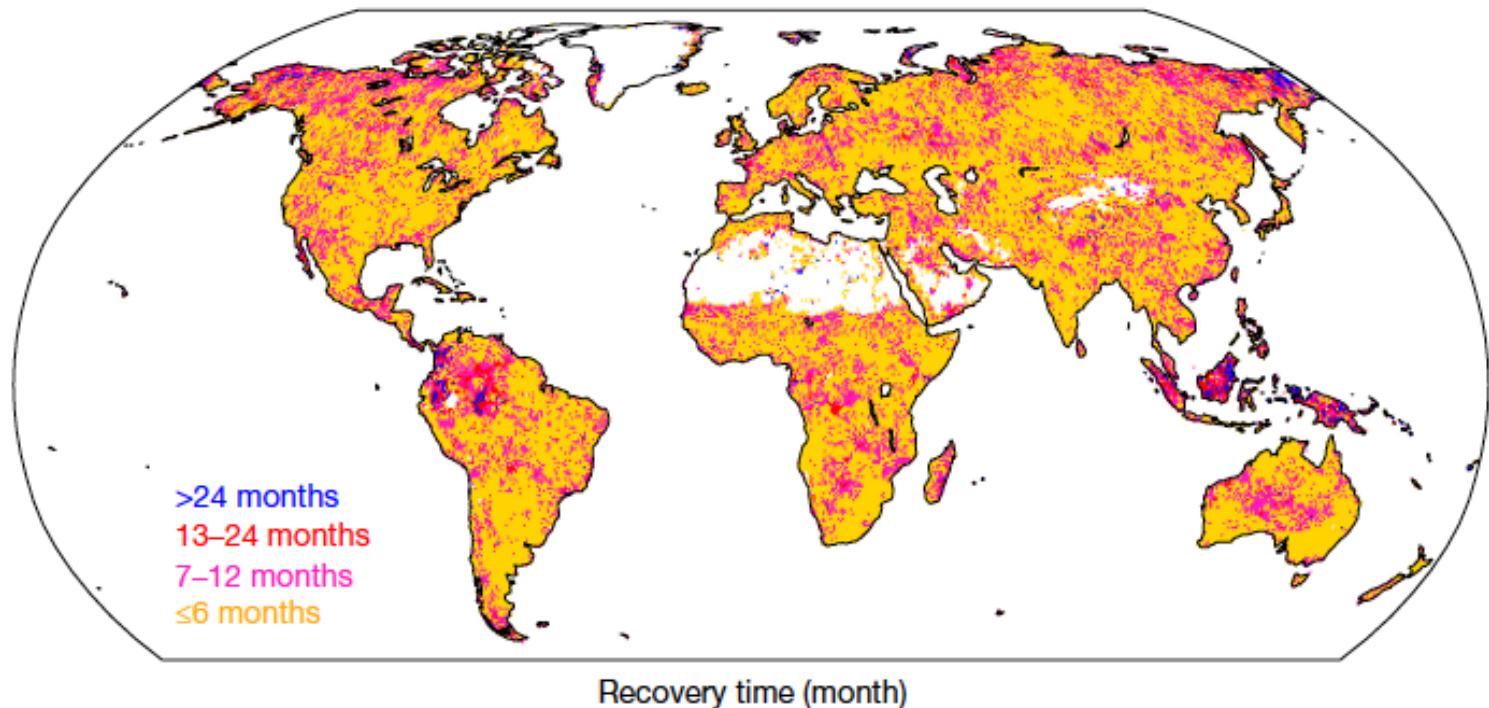 >24 months
13–24 months
7–12 months
≤6 months
Recovery time (month)